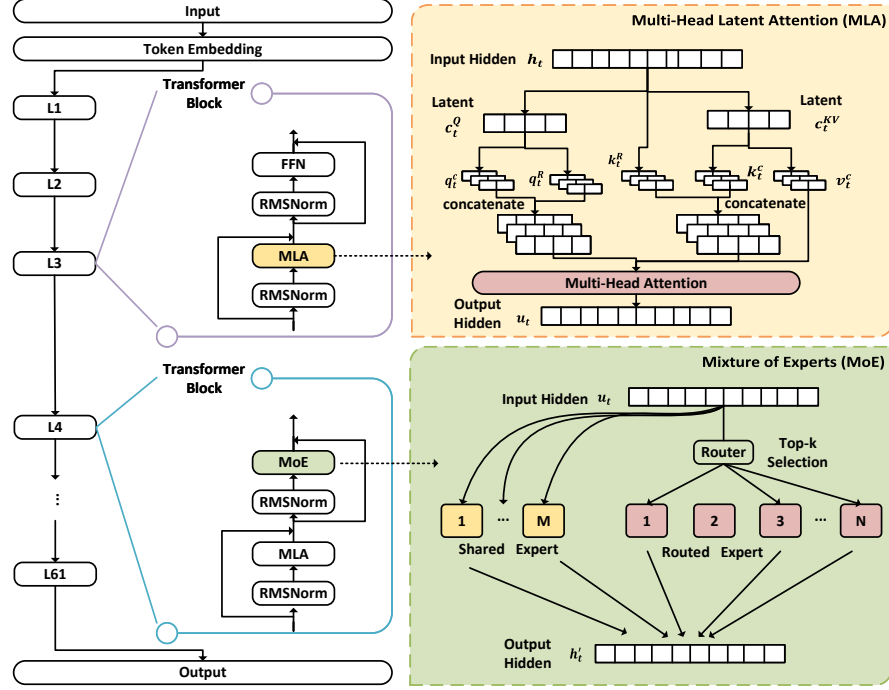 Input
Token Embedding
L1
L2
L3
L4
...
L61
Output
Transformer
Block
FFN
RMSNorm
MLA
RMSNorm
Transformer
Block
MoE
RMSNorm
MLA
RMSNorm
Multi-Head Latent Attention (MLA)
Input Hidden h_t
Latent
c_t^Q
Latent
c_t^{KV}
q_t^c
q_t^R
k_t^R
k_t^c
v_t^c
concatenate
concatenate
Multi-Head Attention
Output
Hidden
u_t
Mixture of Experts (MoE)
Input Hidden u_t
Router
Top-k
Selection
1 ... M
Shared Expert
1 2 3 ... N
Routed Expert
Output
Hidden
h_t'